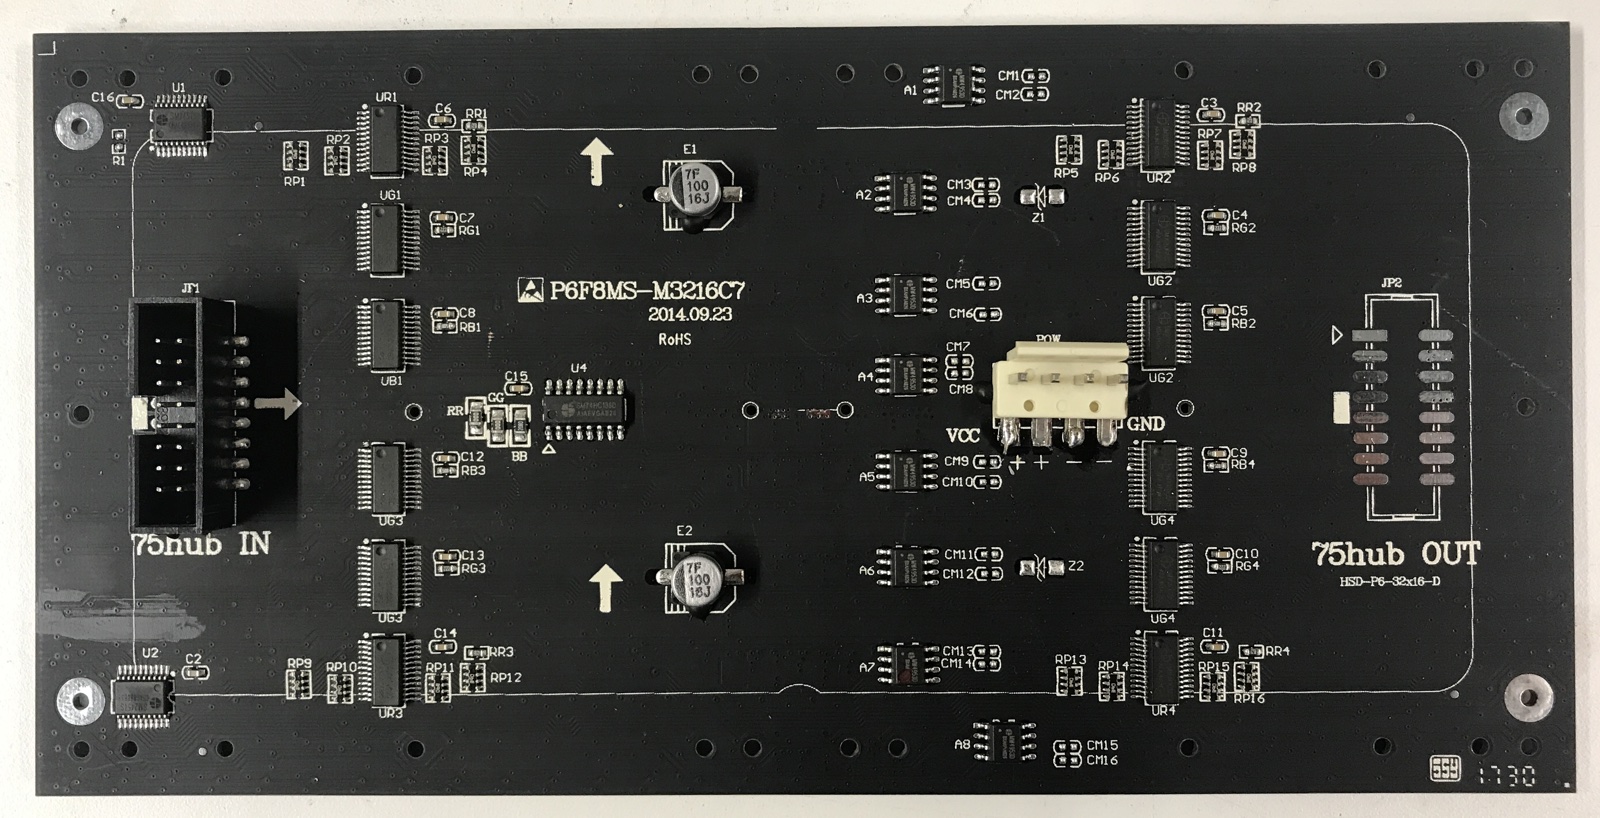 C16
U1
R1
RP1
RP2
UR1
C6
RR1
RP3
RP4
UG1
C7
RG1
C8
RB1
UB1
E1
7F
100
16J
P6F8MS-M3216C7
2014.09.23
RoHS
JP1
75hub IN
RR
GG
BB
C15
U4
A1
CM1
CM2
A2
CM3
CM4
Z1
A3
CM5
CM6
A4
CM7
CM8
POW
VCC
GND
+ + - -
A5
CM9
CM10
A6
CM11
CM12
Z2
A7
CM13
CM14
A8
CM15
CM16
RP5
RP6
UR2
C3
RR2
RP7
RP8
C4
RG2
UG2
C5
RB2
UG2
C9
RB4
UG4
C10
RG4
UG4
C11
RR4
RP13
RP14
RP15
RP16
UR4
JP2
75hub OUT
HSD-P6-32x16-D
C12
RB3
UG3
C13
RG3
UG3
C14
RR3
RP9
RP10
RP11
RP12
UR3
U2
C2
E2
7F
100
16J
1730